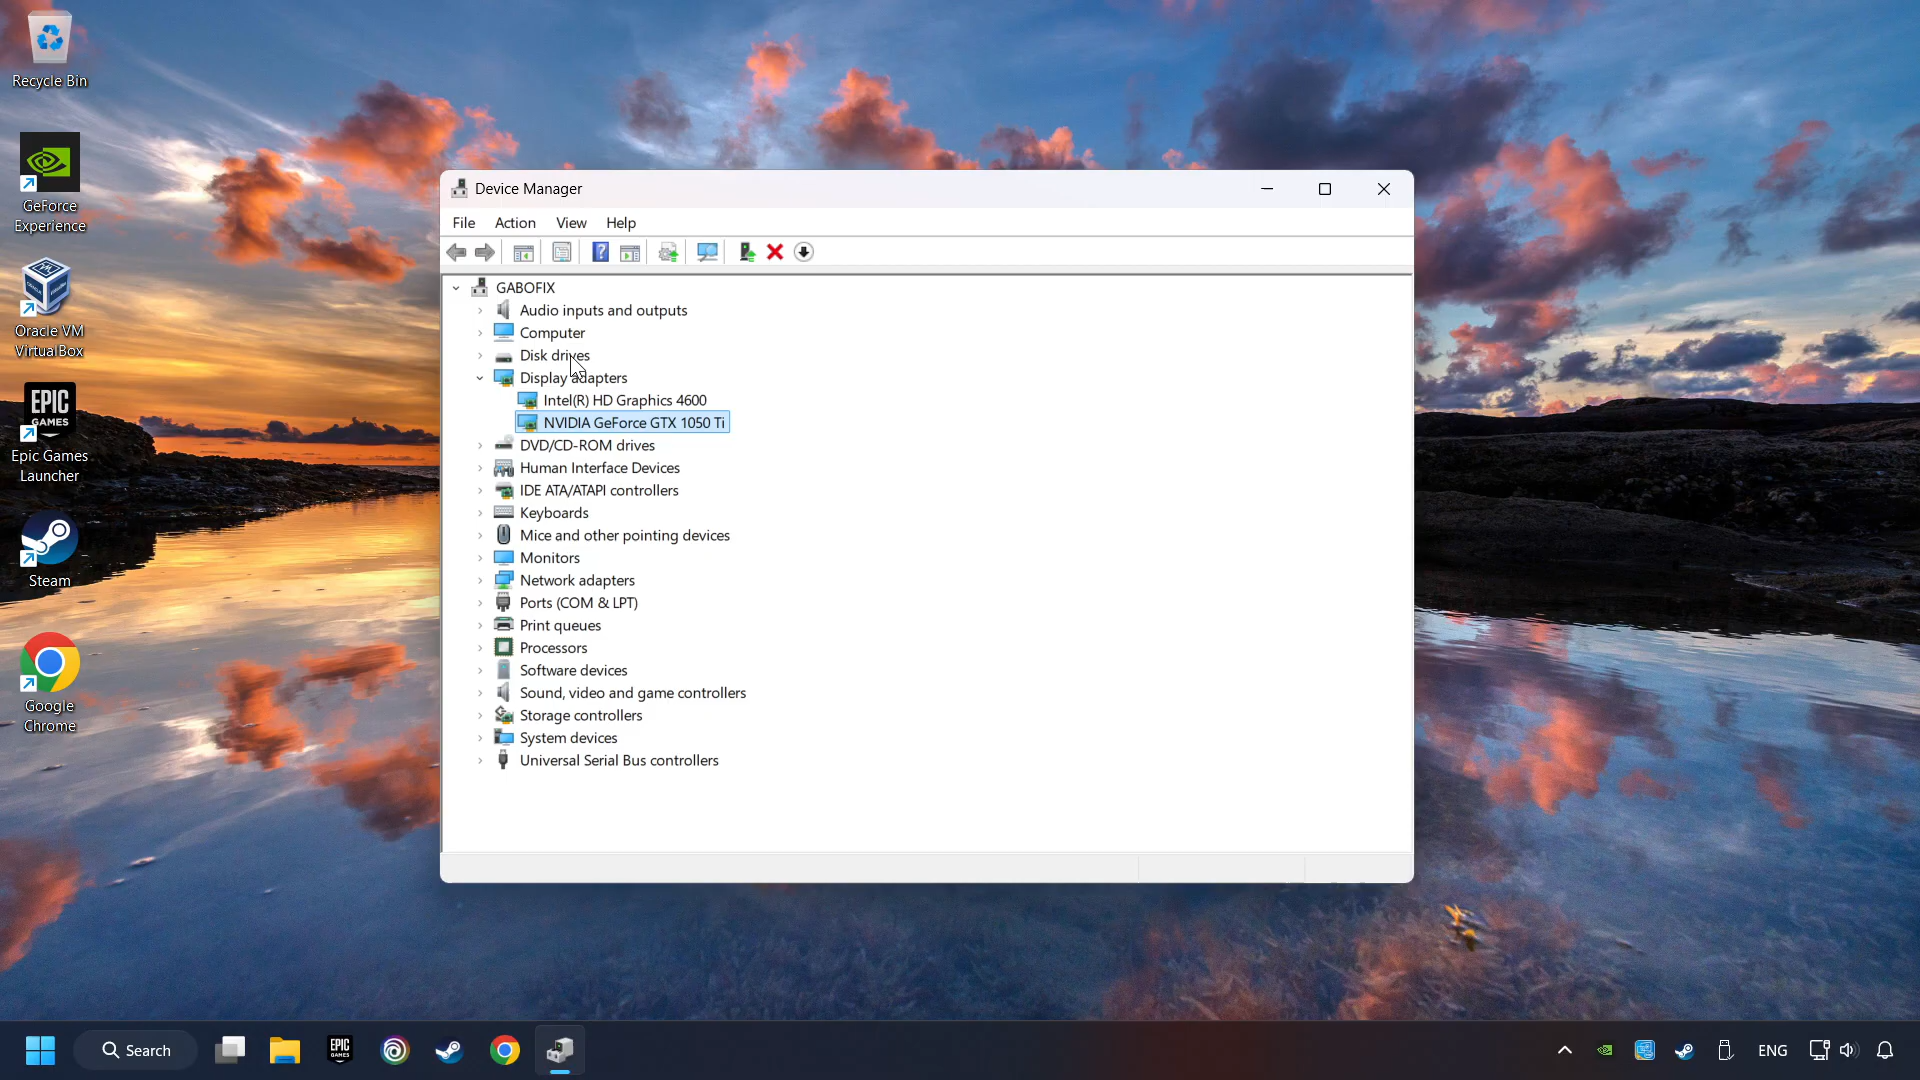 Recycle Bin
GeForce
Experience
Oracle VM
VirtualBox
EPIC
GAMES
Epic Games
Launcher
Steam
Google
Chrome
Device Manager
File Action View Help
GABOFIX
Audio inputs and outputs
Computer
Disk drives
Display adapters
Intel(R) HD Graphics 4600
NVIDIA GeForce GTX 1050 Ti
DVD/CD-ROM drives
Human Interface Devices
IDE ATA/ATAPI controllers
Keyboards
Mice and other pointing devices
Monitors
Network adapters
Ports (COM & LPT)
Print queues
Processors
Software devices
Sound, video and game controllers
Storage controllers
System devices
Universal Serial Bus controllers
Search
EPIC
GAMES
ENG